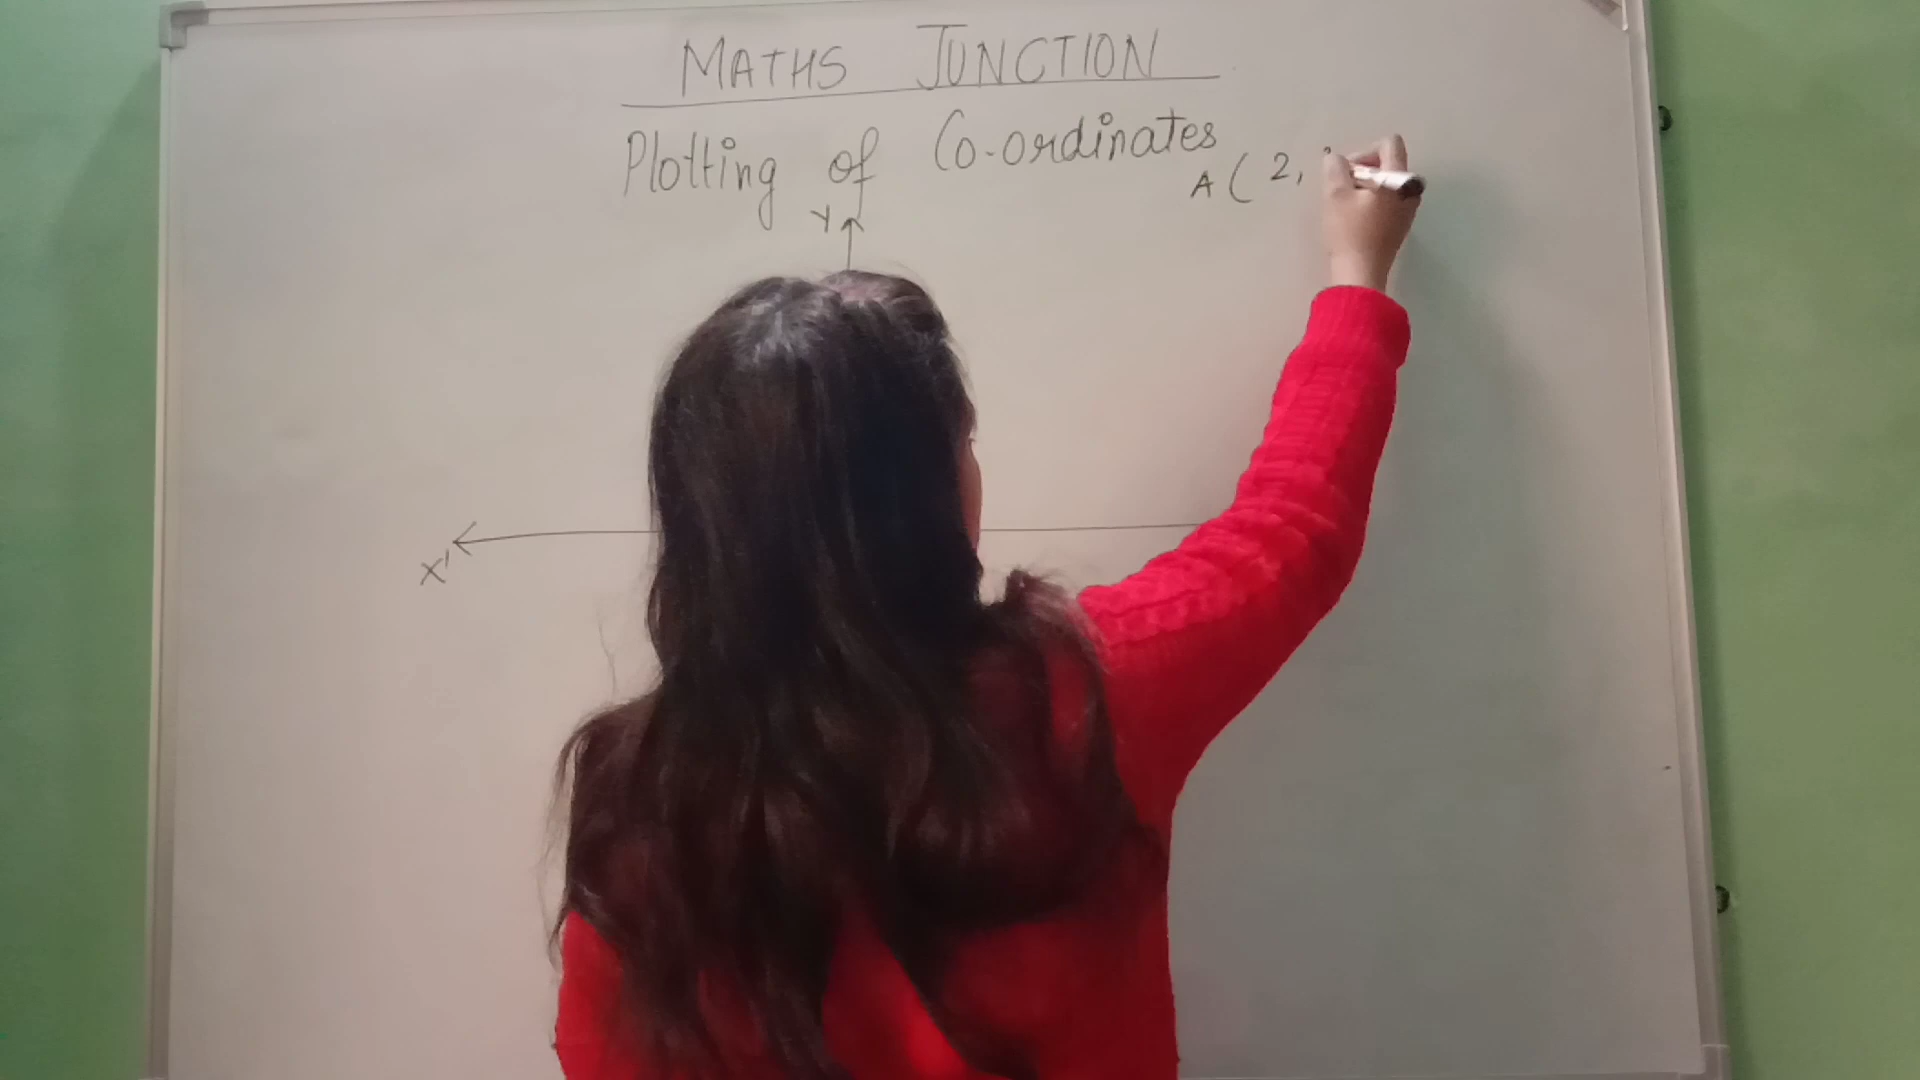 MATHS JUNCTION
Plotting of Co-ordinates
A ( 2,
Y
X'